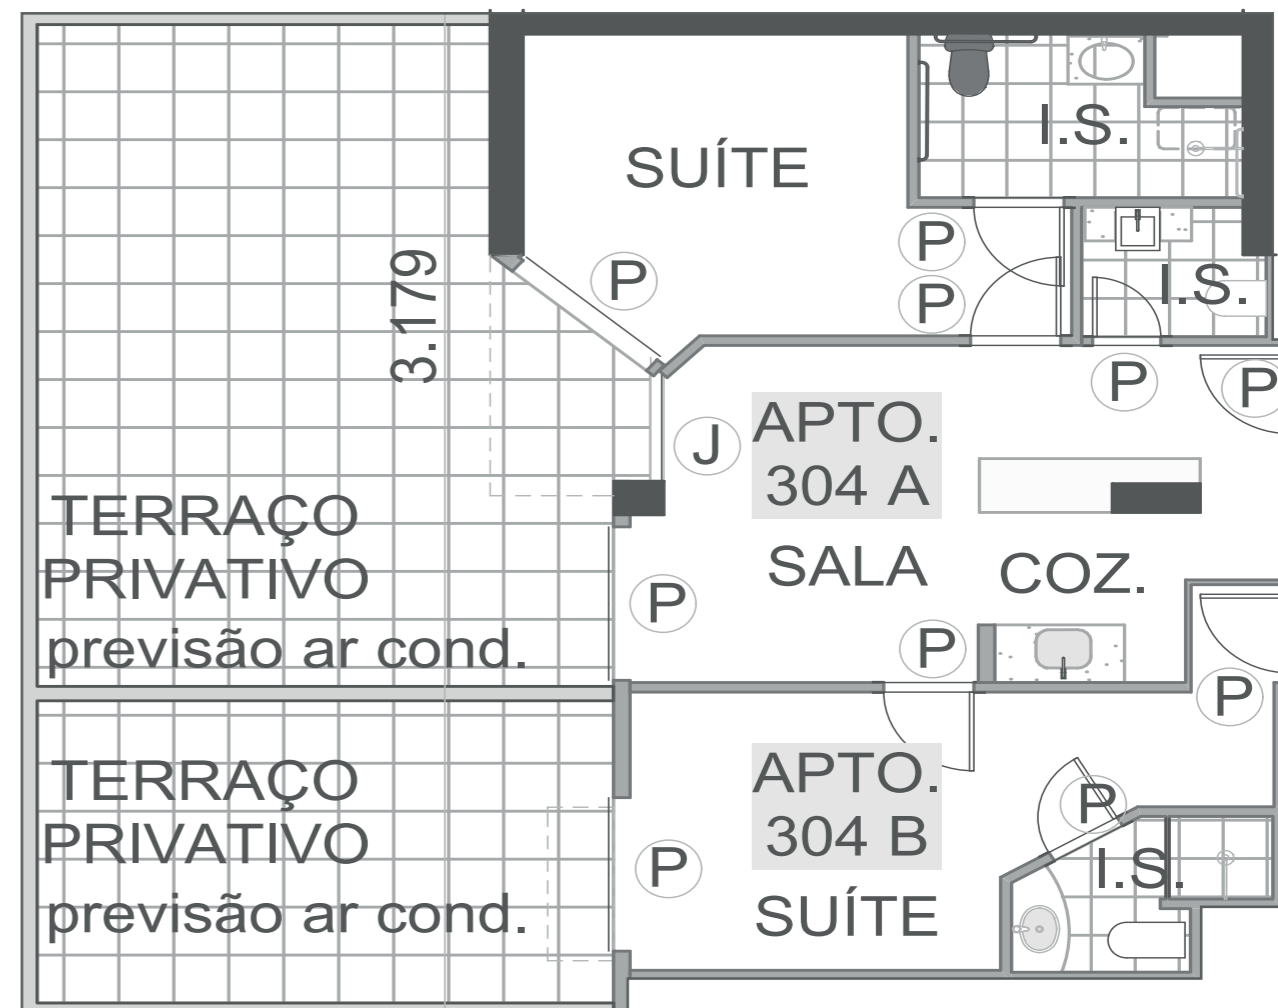 I.S.
SUÍTE
P
P
I.S.
P
P
3.179
P
P
J
APTO.
304 A
TERRAÇO
PRIVATIVO
previsão ar cond.
SALA
COZ.
P
P
P
TERRAÇO
PRIVATIVO
previsão ar cond.
APTO.
304 B
P
P
I.S.
SUÍTE